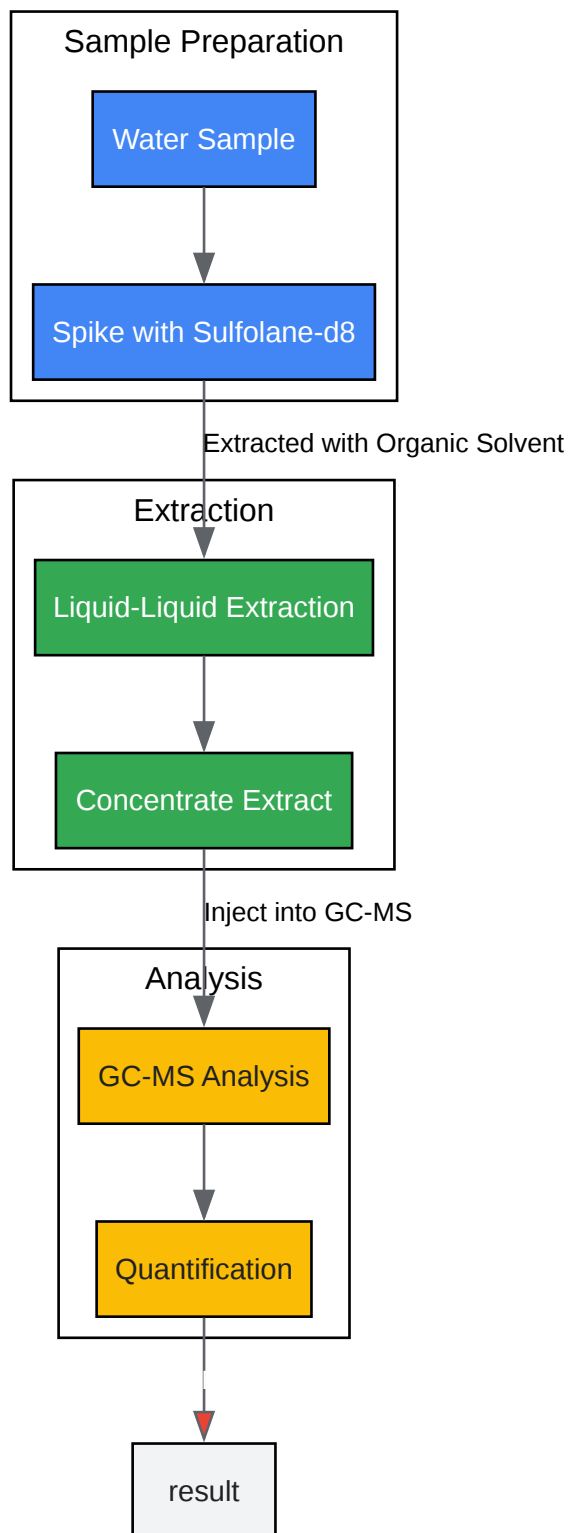 Sample Preparation
Water Sample
Spike with Sulfolane-d8
Extracted with Organic Solvent
Extraction
Liquid-Liquid Extraction
Concentrate Extract
Inject into GC-MS
Analysis
GC-MS Analysis
Quantification
result